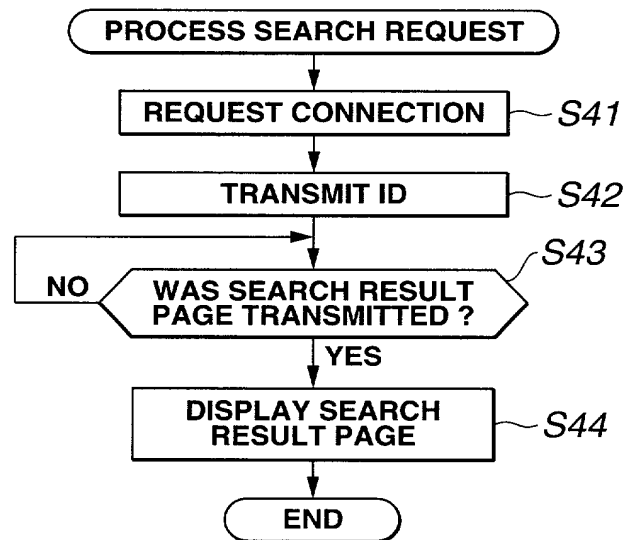 PROCESS SEARCH REQUEST
REQUEST CONNECTION
S41
TRANSMIT ID
S42
S43
NO
WAS SEARCH RESULT
PAGE TRANSMITTED ?
YES
DISPLAY SEARCH
RESULT PAGE
S44
END